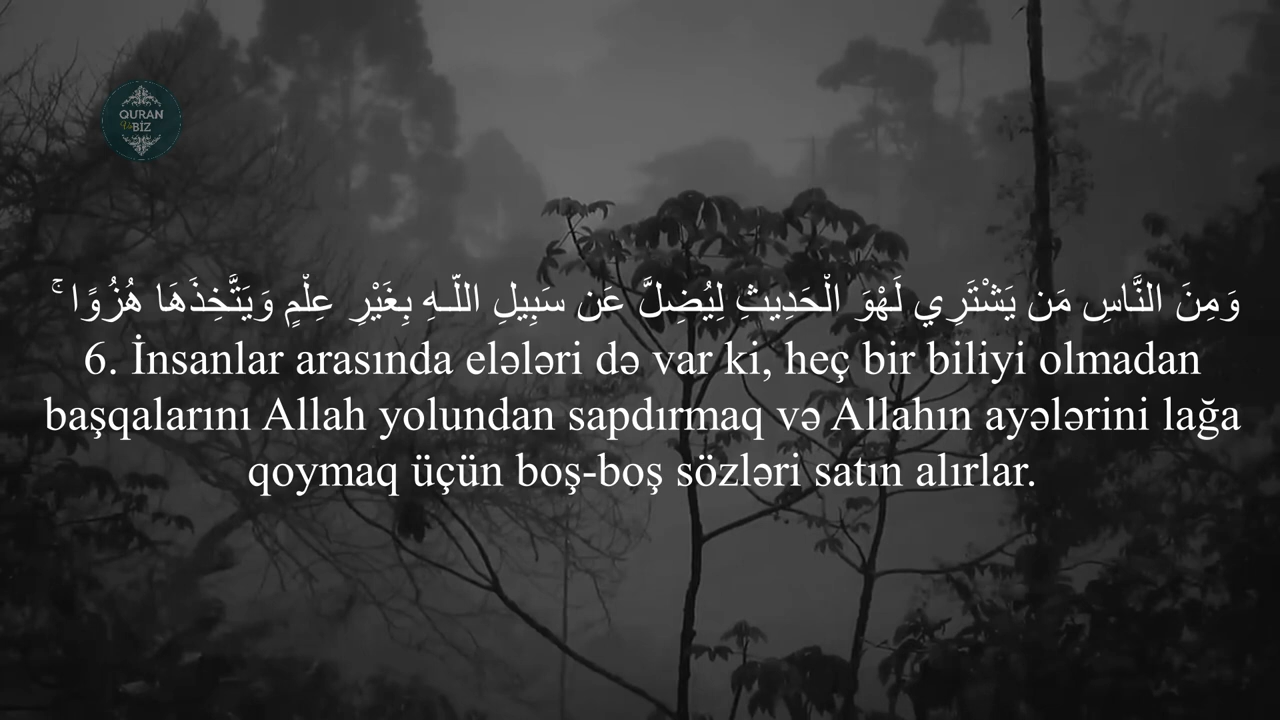 QURAN
Və BİZ
وَمِنَ النَّاسِ مَن يَشْتَرِي لَهْوَ الْحَدِيثِ لِيُضِلَّ عَن سَبِيلِ اللَّـهِ بِغَيْرِ عِلْمٍ وَيَتَّخِذَهَا هُزُوًا ۚ
6. İnsanlar arasında elələri də var ki, heç bir biliyi olmadan
başqalarını Allah yolundan sapdırmaq və Allahın ayələrini lağa
qoymaq üçün boş-boş sözləri satın alırlar.